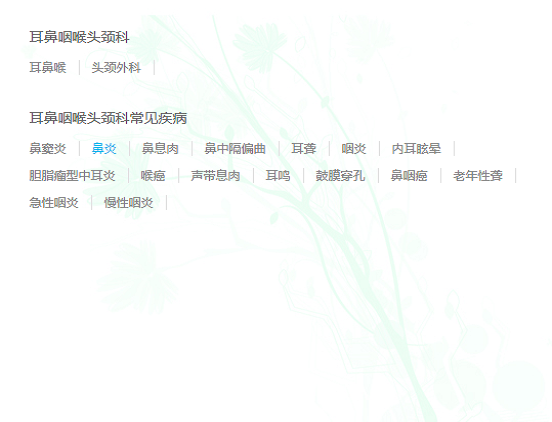 耳鼻咽喉头颈科
耳鼻喉 | 头颈外科 |
耳鼻咽喉头颈科常见疾病
鼻窦炎 | 鼻炎 | 鼻息肉 | 鼻中隔偏曲 | 耳聋 | 咽炎 | 内耳眩晕 |
胆脂瘤型中耳炎 | 喉癌 | 声带息肉 | 耳鸣 | 鼓膜穿孔 | 鼻咽癌 | 老年性聋 |
急性咽炎 | 慢性咽炎 |